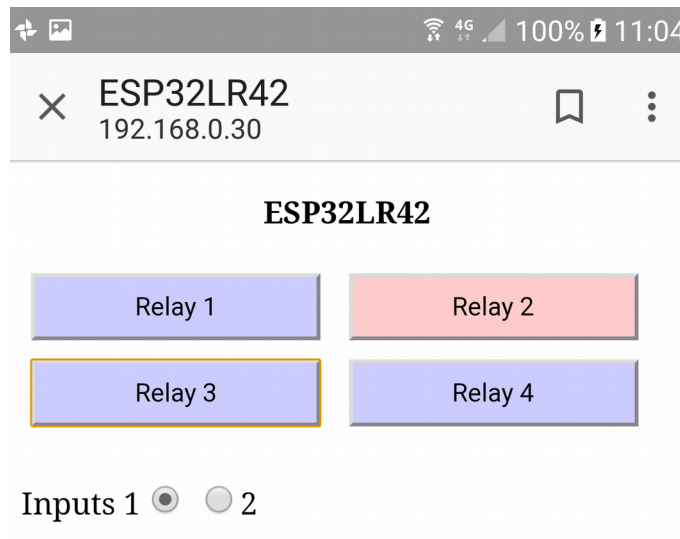 4G 100% 11:04
ESP32LR42
192.168.0.30
ESP32LR42
Relay 1 Relay 2
Relay 3 Relay 4
Inputs 1 2